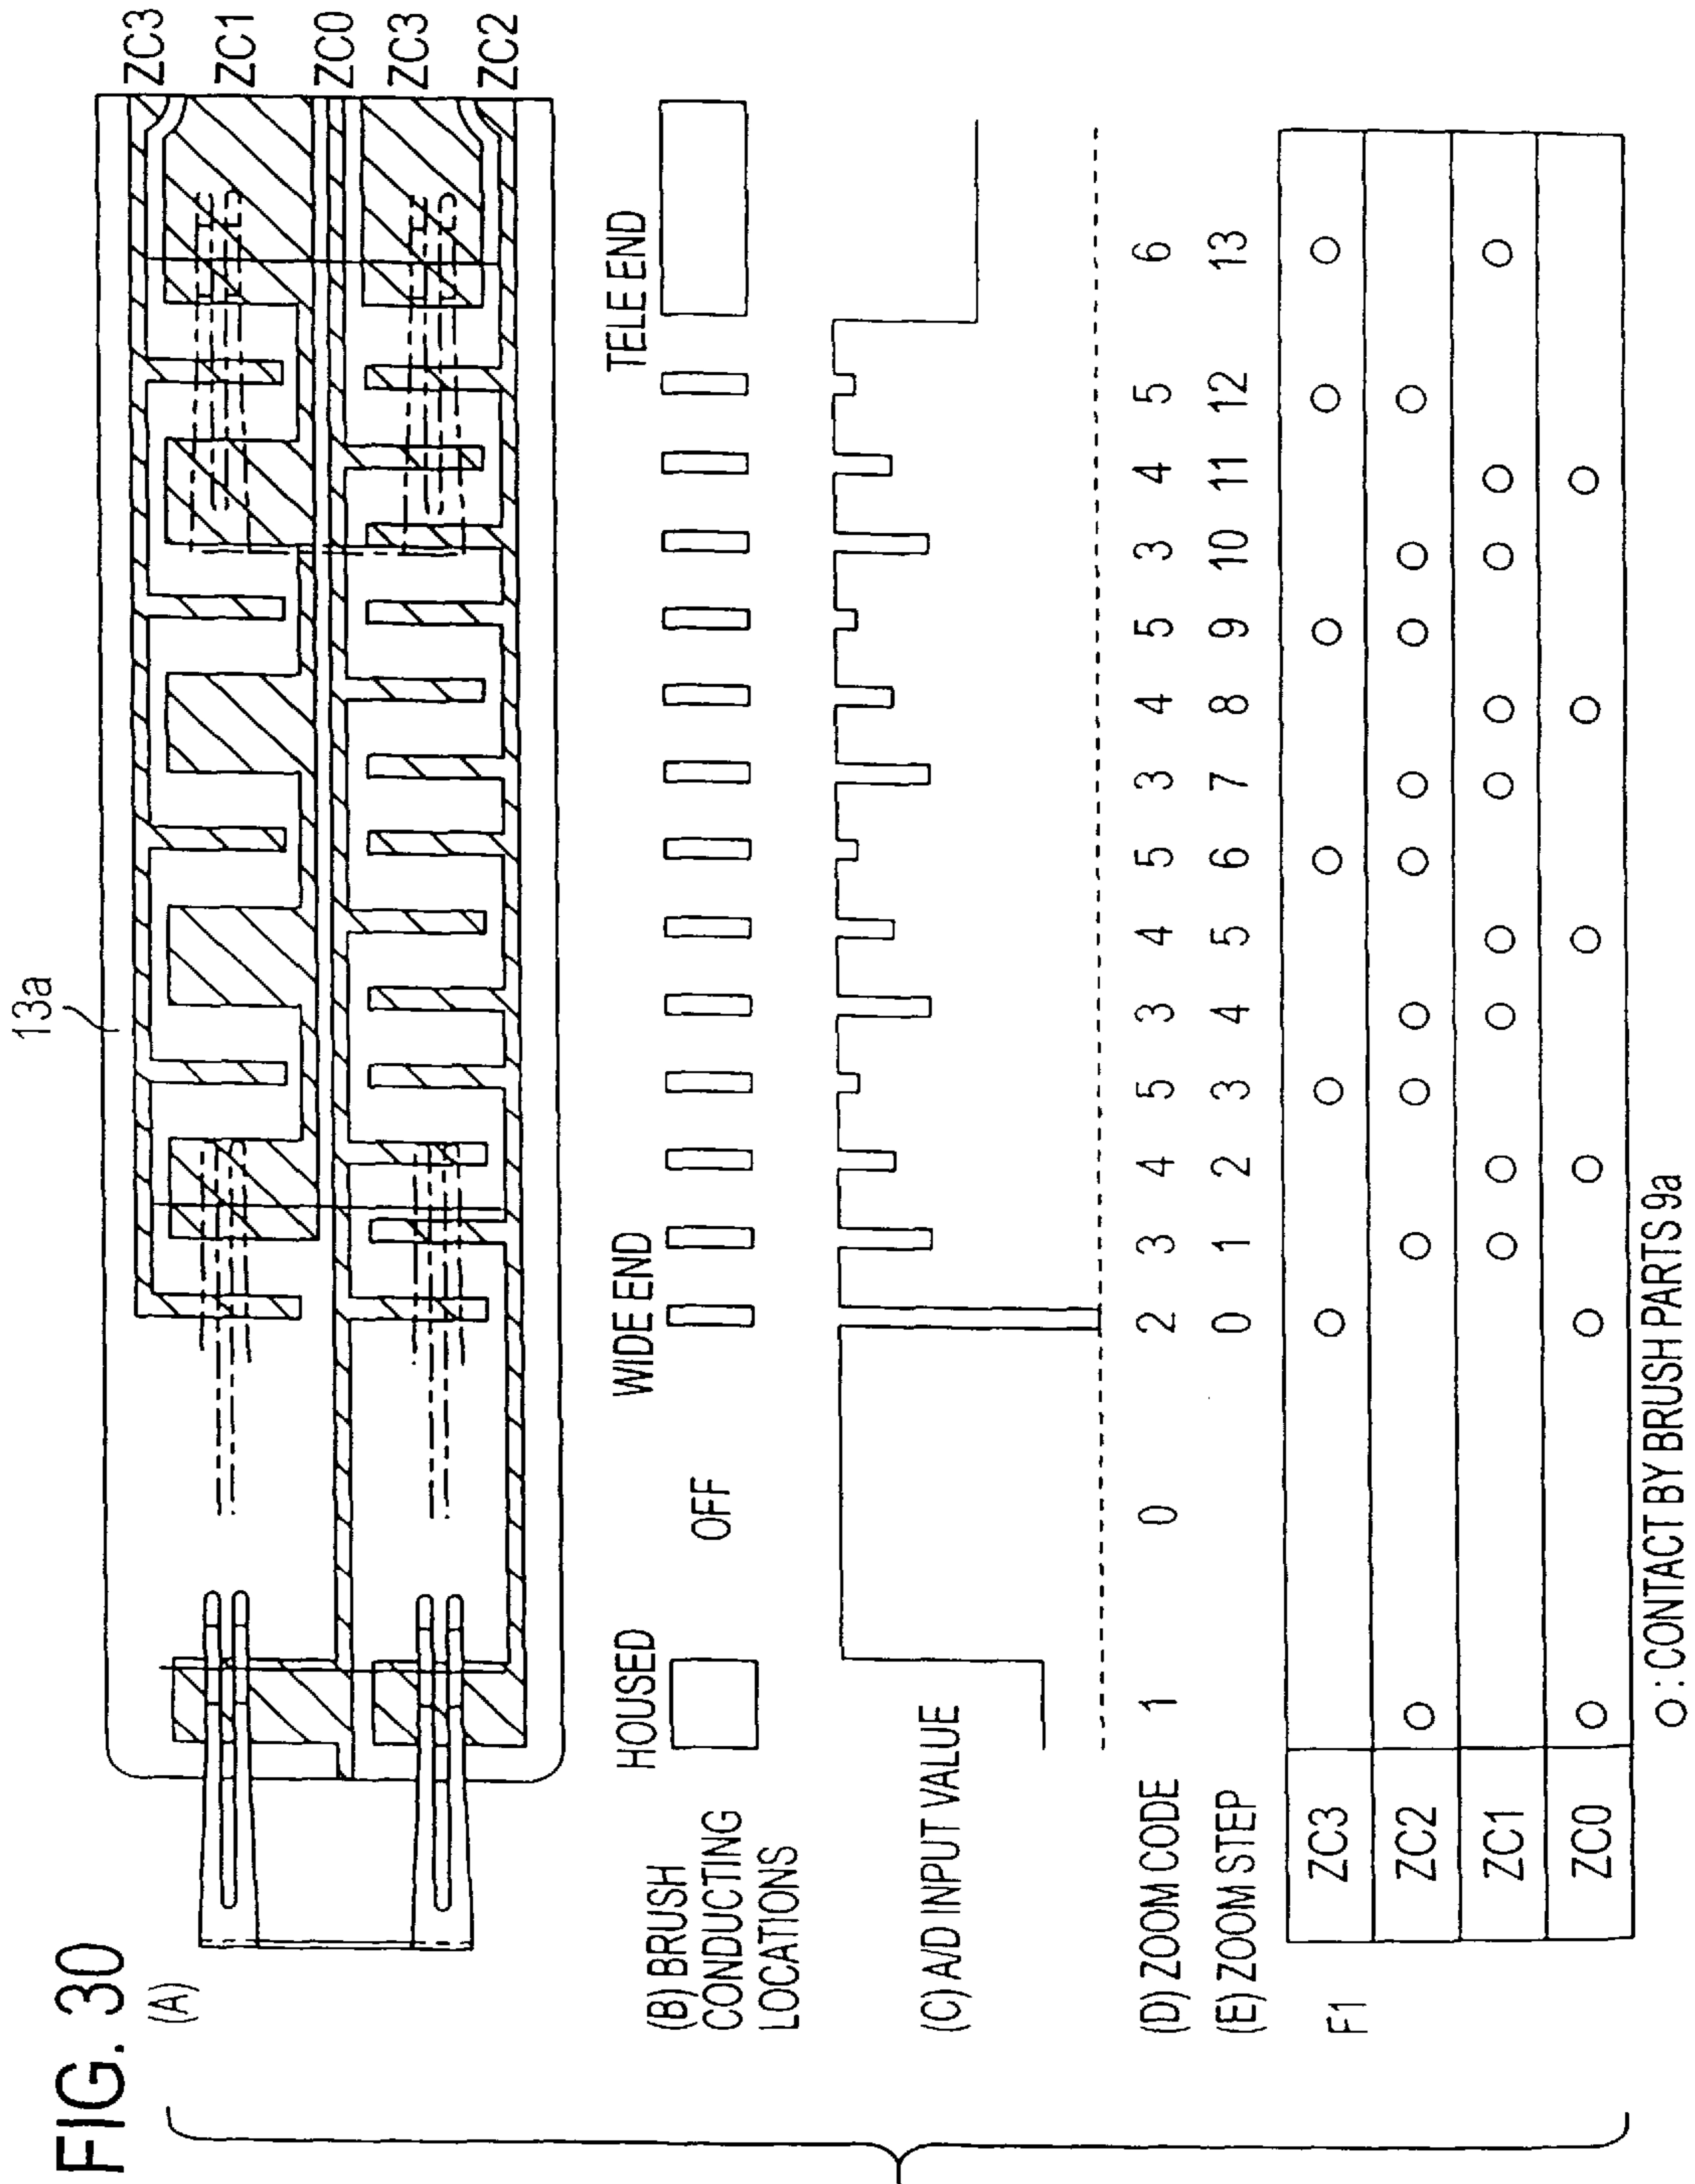 FIG. 30
(A)
13a
ZC3
ZC1
ZC0
ZC3
ZC2
(B) BRUSH
CONDUCTING
LOCATIONS
HOUSED
OFF
WIDE END
TELE END
(C) A/D INPUT VALUE
(D) ZOOM CODE 1 0 2 3 4 5 3 4 5 3 4 5 3 4 5 6
(E) ZOOM STEP 0 1 2 3 4 5 6 7 8 9 10 11 12 13
F1
ZC3 ○ ○ ○ ○ ○ ○
ZC2 ○ ○ ○ ○ ○ ○ ○ ○ ○
ZC1 ○ ○ ○ ○ ○ ○ ○ ○ ○
ZC0 ○ ○ ○ ○ ○ ○
○ : CONTACT BY BRUSH PARTS 9a